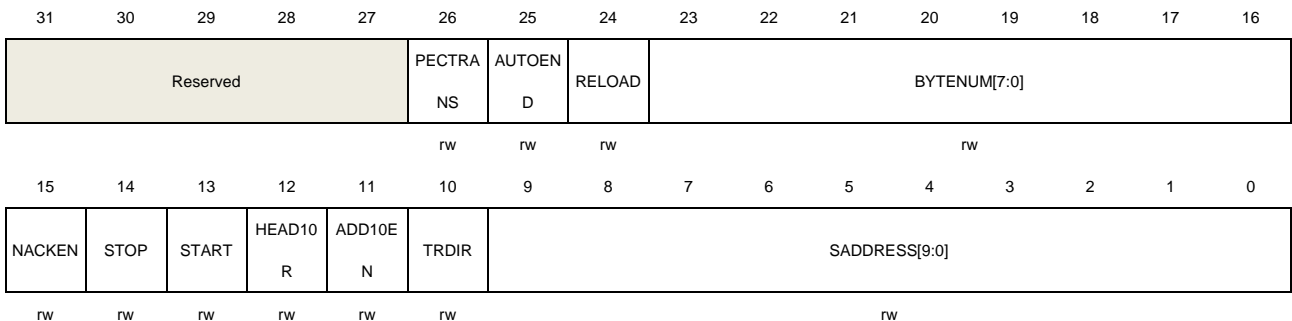 31 30 29 28 27 26 25 24 23 22 21 20 19 18 17 16
Reserved PECTRA NS AUTOEN D RELOAD BYTENUM[7:0]
rw rw rw rw
15 14 13 12 11 10 9 8 7 6 5 4 3 2 1 0
NACKEN STOP START HEAD10 R ADD10E N TRDIR SADDRESS[9:0]
rw rw rw rw rw rw rw